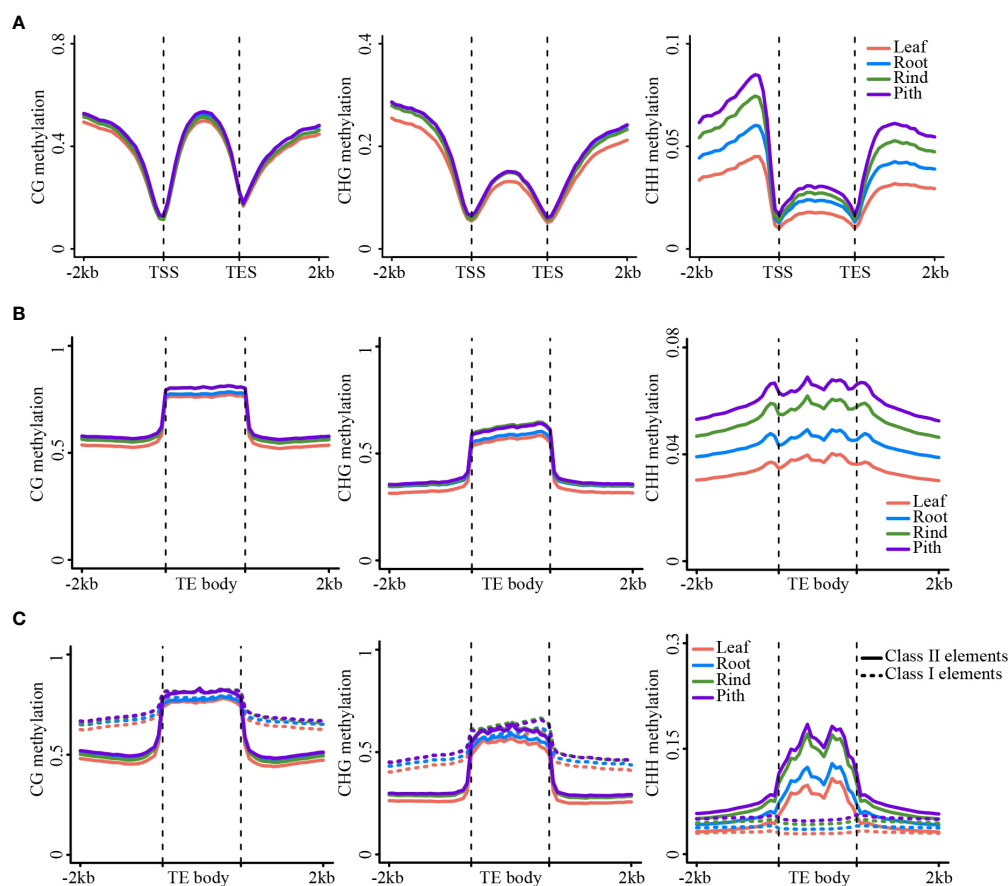 A
CG methylation
0.8
0.4
0
-2kb
TSS
TES
2kb
CHG methylation
0.4
0.2
0
-2kb
TSS
TES
2kb
CHH methylation
0.1
0.05
0
-2kb
TSS
TES
2kb
Leaf
Root
Rind
Pith
B
CG methylation
1
0.5
0
-2kb
TE body
2kb
CHG methylation
1
0.5
0
-2kb
TE body
2kb
CHH methylation
0.08
0.04
0
-2kb
TE body
2kb
Leaf
Root
Rind
Pith
C
CG methylation
1
0.5
0
-2kb
TE body
2kb
CHG methylation
1
0.5
0
-2kb
TE body
2kb
CHH methylation
0.3
0.15
0
-2kb
TE body
2kb
Leaf
Root
Rind
Pith
Class II elements
Class I elements